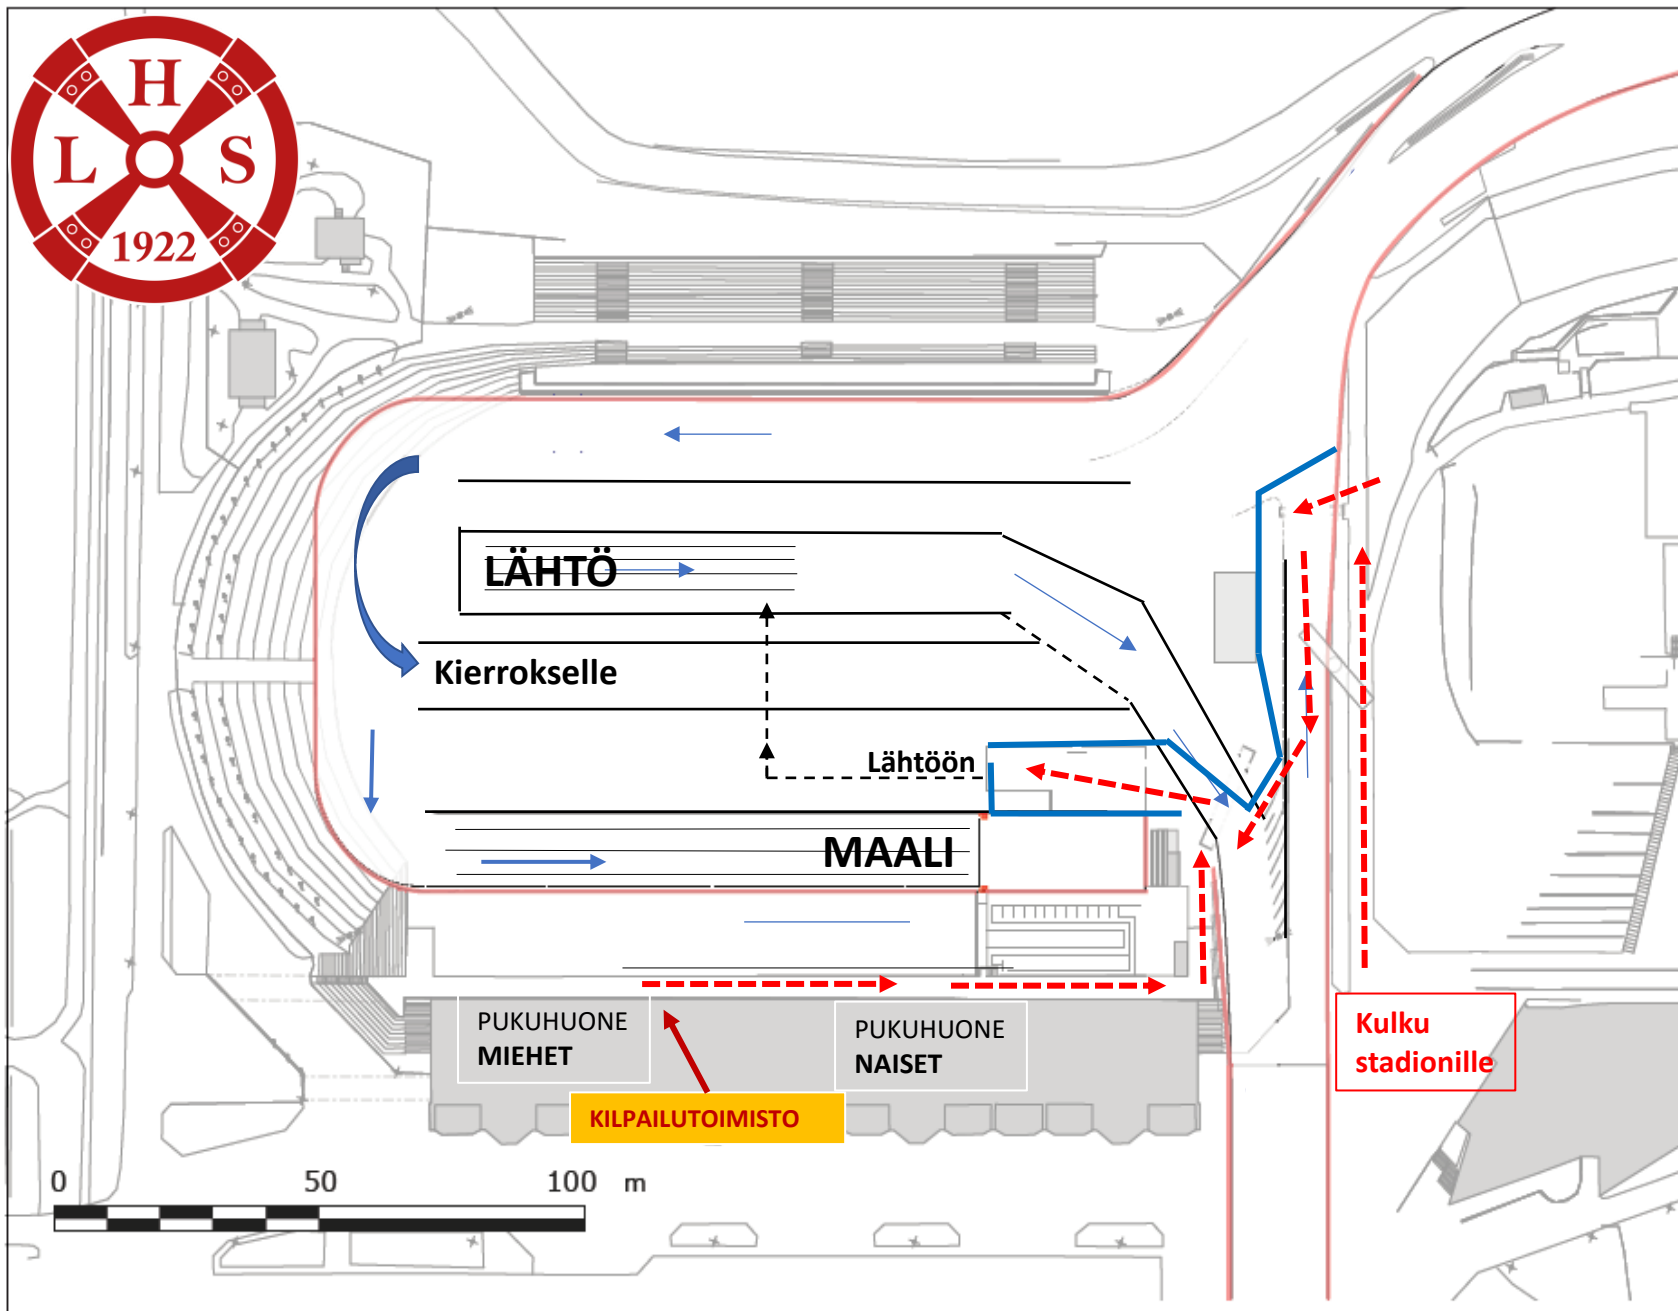 H
L S
1922
LÄHTÖ
Kierrokselle
Lähtöön
MAALI
PUKUHUONE
MIEHET
PUKUHUONE
NAISET
Kulku
stadionille
KILPAILUTOIMISTO
0 50 100 m